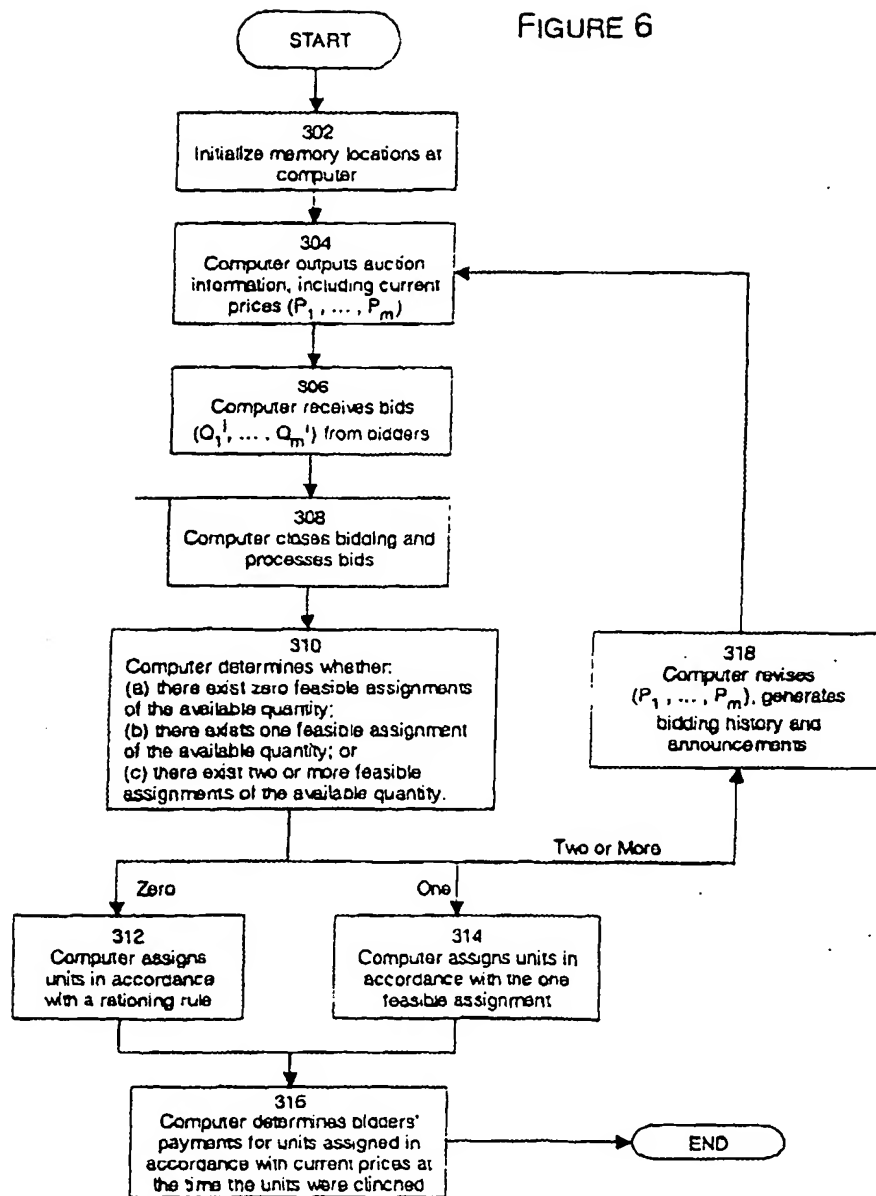 FIGURE 6
START
302
Initialize memory locations at
computer
304
Computer outputs auction
information, including current
prices (P1 , ... , Pm)
306
Computer receives bids
(Q1i, ... , Qmi) from bidders
308
Computer closes bidding and
processes bids
310
Computer determines whether:
(a) there exist zero feasible assignments
of the available quantity;
(b) there exists one feasible assignment
of the available quantity; or
(c) there exist two or more feasible
assignments of the available quantity.
318
Computer revises
(P1 , ... , Pm), generates
bidding history and
announcements
Two or More
Zero
One
312
Computer assigns
units in accordance
with a rationing rule
314
Computer assigns units in
accordance with the one
feasible assignment
316
Computer determines bidders'
payments for units assigned in
accordance with current prices at
the time the units were clinched
END